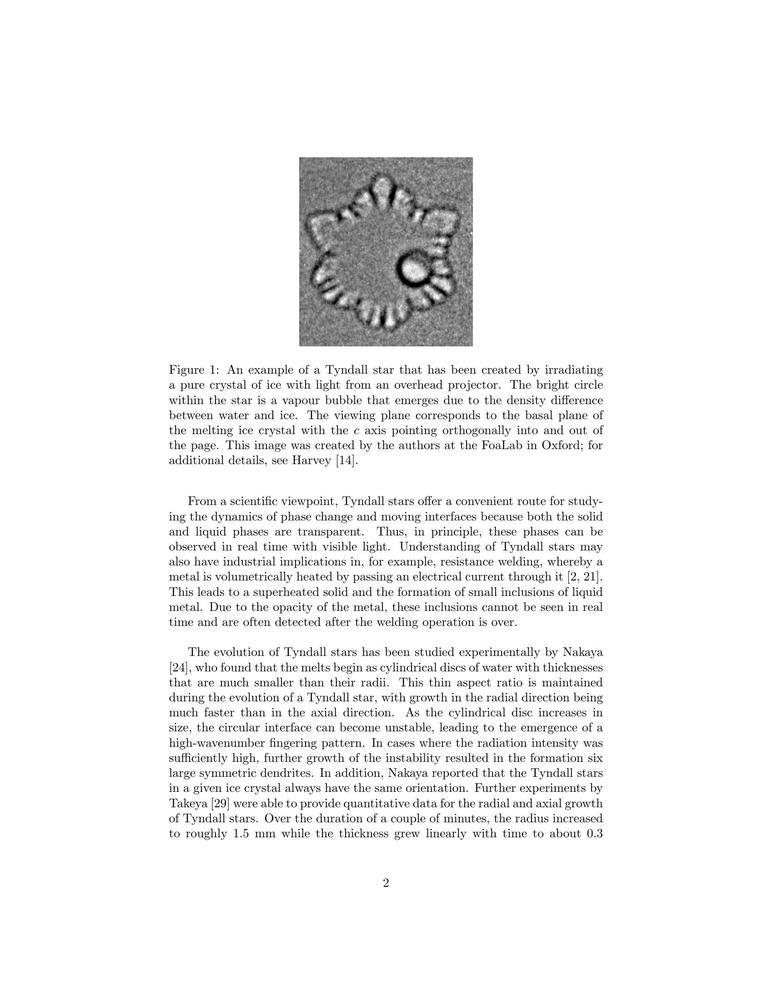 Figure 1: An example of a Tyndall star that has been created by irradiating
a pure crystal of ice with light from an overhead projector. The bright circle
within the star is a vapour bubble that emerges due to the density difference
between water and ice. The viewing plane corresponds to the basal plane of
the melting ice crystal with the c axis pointing orthogonally into and out of
the page. This image was created by the authors at the FoaLab in Oxford; for
additional details, see Harvey [14].
From a scientific viewpoint, Tyndall stars offer a convenient route for study-
ing the dynamics of phase change and moving interfaces because both the solid
and liquid phases are transparent. Thus, in principle, these phases can be
observed in real time with visible light. Understanding of Tyndall stars may
also have industrial implications in, for example, resistance welding, whereby a
metal is volumetrically heated by passing an electrical current through it [2, 21].
This leads to a superheated solid and the formation of small inclusions of liquid
metal. Due to the opacity of the metal, these inclusions cannot be seen in real
time and are often detected after the welding operation is over.
The evolution of Tyndall stars has been studied experimentally by Nakaya
[24], who found that the melts begin as cylindrical discs of water with thicknesses
that are much smaller than their radii. This thin aspect ratio is maintained
during the evolution of a Tyndall star, with growth in the radial direction being
much faster than in the axial direction. As the cylindrical disc increases in
size, the circular interface can become unstable, leading to the emergence of a
high-wavenumber fingering pattern. In cases where the radiation intensity was
sufficiently high, further growth of the instability resulted in the formation six
large symmetric dendrites. In addition, Nakaya reported that the Tyndall stars
in a given ice crystal always have the same orientation. Further experiments by
Takeya [29] were able to provide quantitative data for the radial and axial growth
of Tyndall stars. Over the duration of a couple of minutes, the radius increased
to roughly 1.5 mm while the thickness grew linearly with time to about 0.3
2